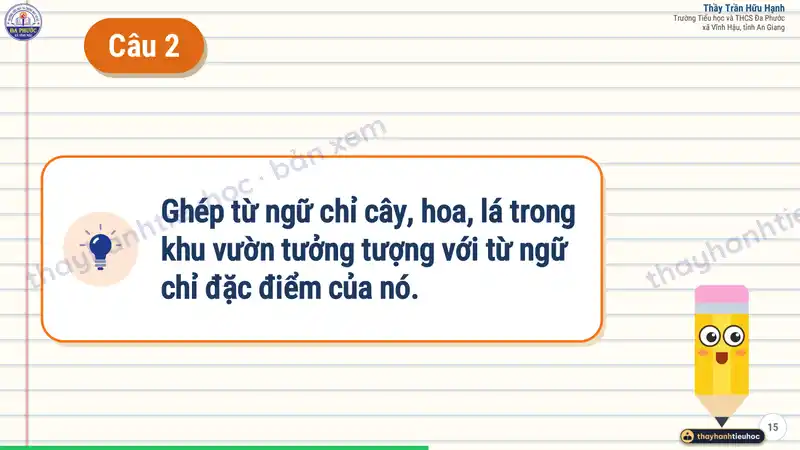 Thầy Trần Hữu Hạnh
Trường Tiểu học và THCS Đa Phước
xã Vĩnh Hậu, tỉnh An Giang
ĐA PHƯỚC
Câu 2
thayhanhtieuhoc · bản xem
Ghép từ ngữ chỉ cây, hoa, lá trong
khu vườn tưởng tượng với từ ngữ
chỉ đặc điểm của nó.
thayhanhtie
thayhanhtieuhoc
15